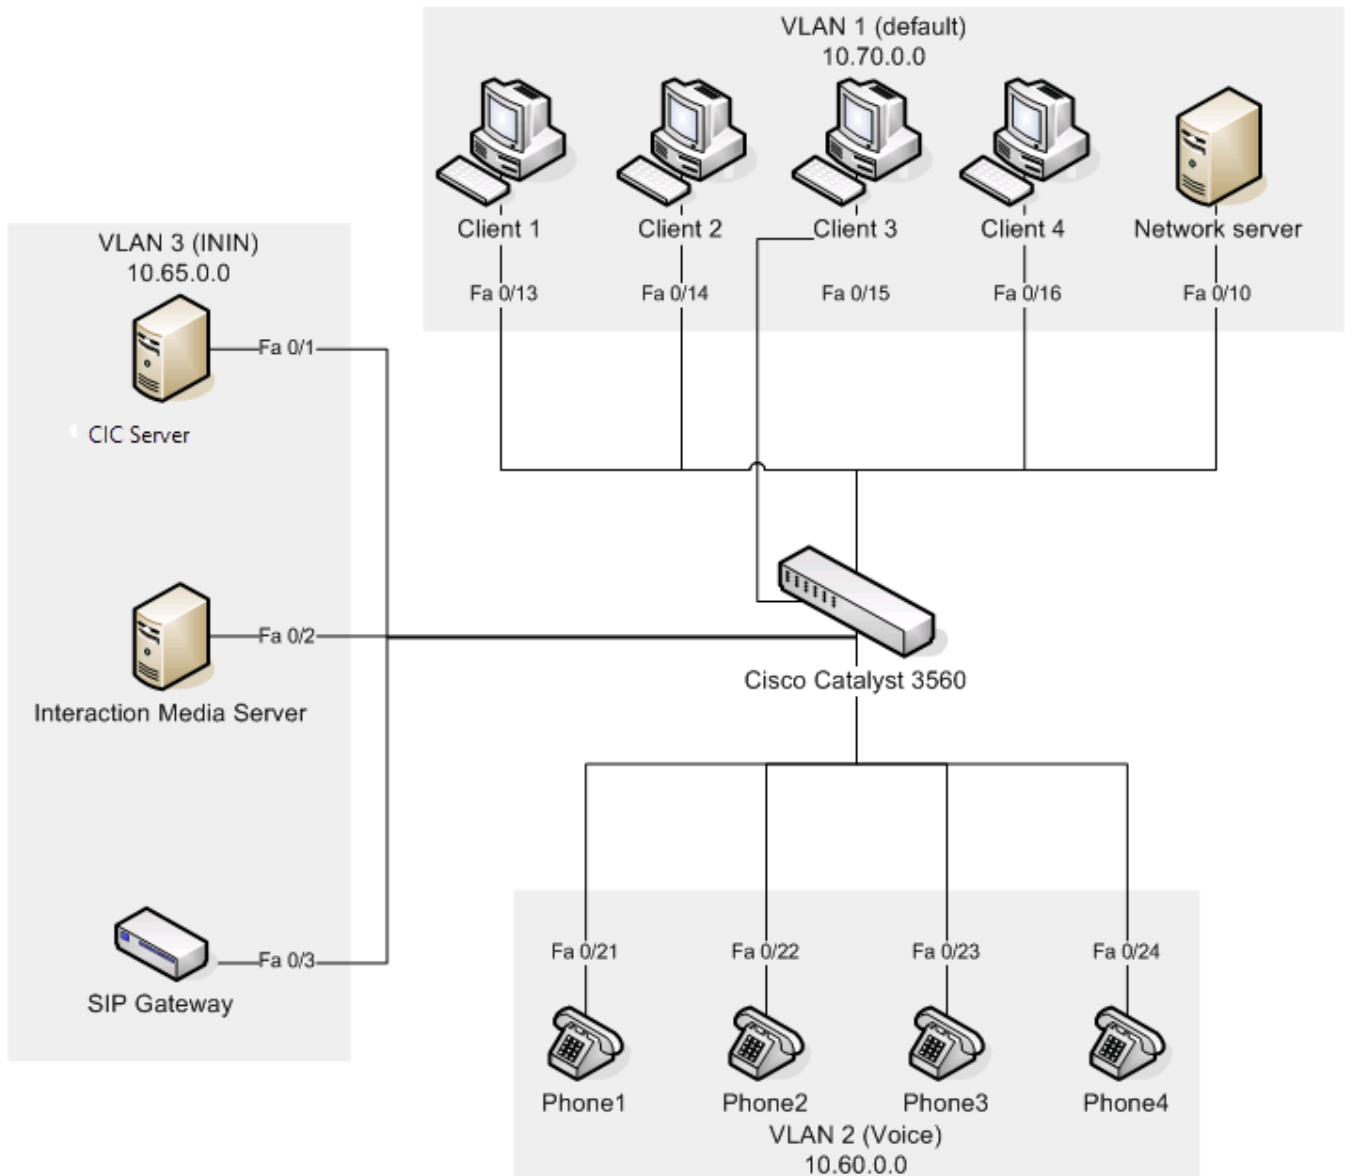 VLAN 1 (default)
10.70.0.0
Client 1
Client 2
Client 3
Client 4
Network server
Fa 0/13
Fa 0/14
Fa 0/15
Fa 0/16
Fa 0/10
VLAN 3 (ININ)
10.65.0.0
Fa 0/1
CIC Server
Fa 0/2
Interaction Media Server
Fa 0/3
SIP Gateway
Cisco Catalyst 3560
Fa 0/21
Fa 0/22
Fa 0/23
Fa 0/24
Phone1
Phone2
Phone3
Phone4
VLAN 2 (Voice)
10.60.0.0